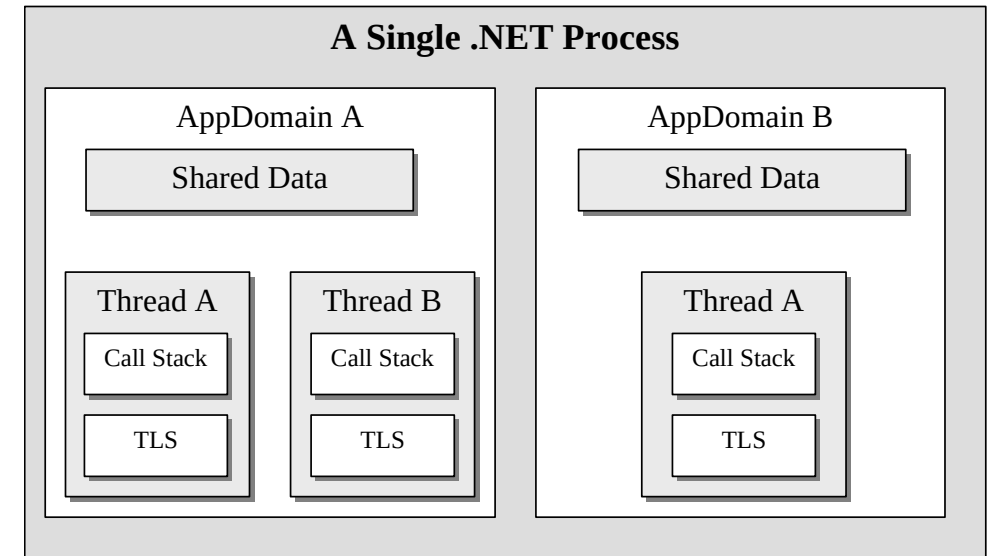 A Single .NET Process
AppDomain A
Shared Data
Thread A
Call Stack
TLS
Thread B
Call Stack
TLS
AppDomain B
Shared Data
Thread A
Call Stack
TLS